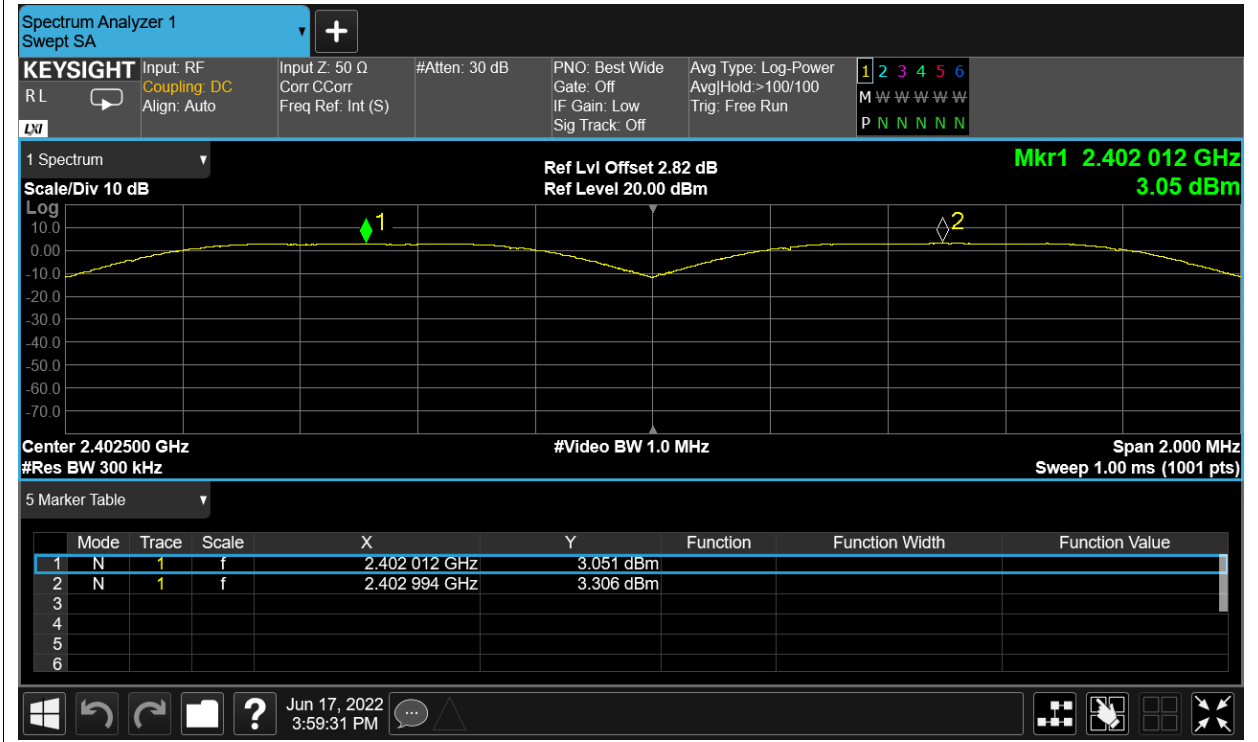 Spectrum Analyzer 1
Swept SA
+
KEYSIGHT Input: RF Input Z: 50 Ω #Atten: 30 dB PNO: Best Wide Avg Type: Log-Power 1 2 3 4 5 6
RL Coupling: DC Corr CCorr Gate: Off Avg|Hold:>100/100 M W W W W W
Align: Auto Freq Ref: Int (S) IF Gain: Low Trig: Free Run
LXI Sig Track: Off P N N N N N
1 Spectrum Ref Lvl Offset 2.82 dB Mkr1 2.402 012 GHz
Scale/Div 10 dB Ref Level 20.00 dBm 3.05 dBm
Log
10.0
0.00
-10.0
-20.0
-30.0
-40.0
-50.0
-60.0
-70.0
1
2
Center 2.402500 GHz #Video BW 1.0 MHz Span 2.000 MHz
#Res BW 300 kHz Sweep 1.00 ms (1001 pts)
5 Marker Table
Mode Trace Scale X Y Function Function Width Function Value
1 N 1 f 2.402 012 GHz 3.051 dBm
2 N 1 f 2.402 994 GHz 3.306 dBm
3
4
5
6
? Jun 17, 2022
3:59:31 PM